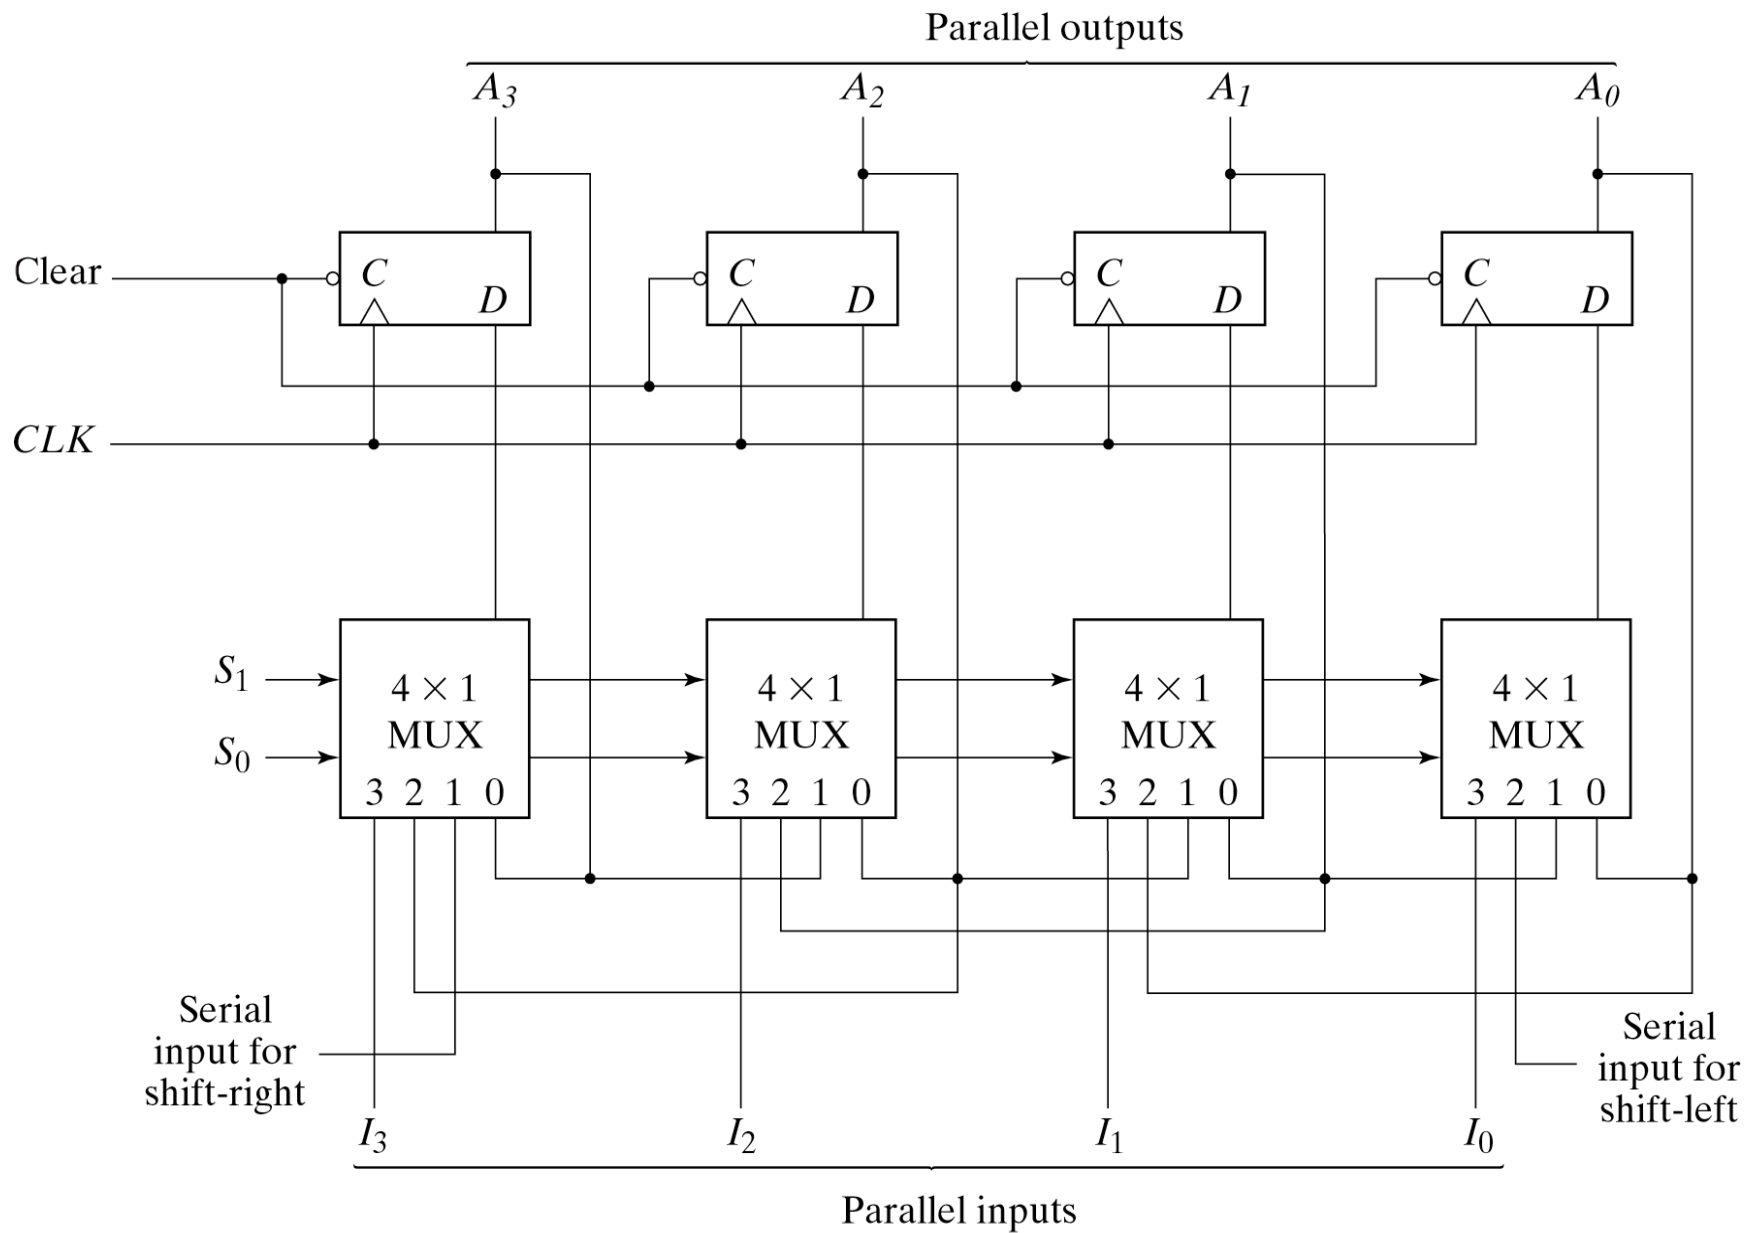 Parallel outputs
A3 A2 A1 A0
Clear C C C C
D D D D
CLK
S1 4 × 1 4 × 1 4 × 1 4 × 1
MUX MUX MUX MUX
S0
3 2 1 0 3 2 1 0 3 2 1 0 3 2 1 0
Serial
input for
shift-right
Serial
input for
shift-left
I3 I2 I1 I0
Parallel inputs